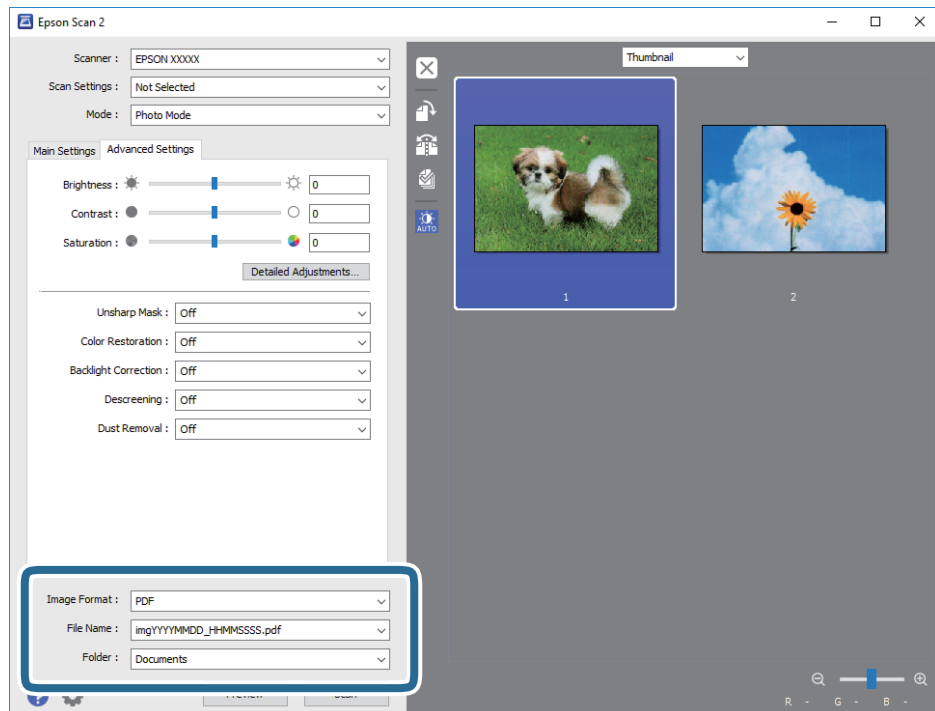 Epson Scan 2
Scanner : EPSON XXXXX
Scan Settings : Not Selected
Mode : Photo Mode
Main Settings Advanced Settings
Brightness : 0
Contrast : 0
Saturation : 0
Detailed Adjustments...
Unsharp Mask : Off
Color Restoration : Off
Backlight Correction : Off
Descreening : Off
Dust Removal : Off
Image Format : PDF
File Name : imgYYYYMMDD_HHMMSSSS.pdf
Folder : Documents
? Preview Scan
Thumbnail
AUTO
1 2
R - G - B -